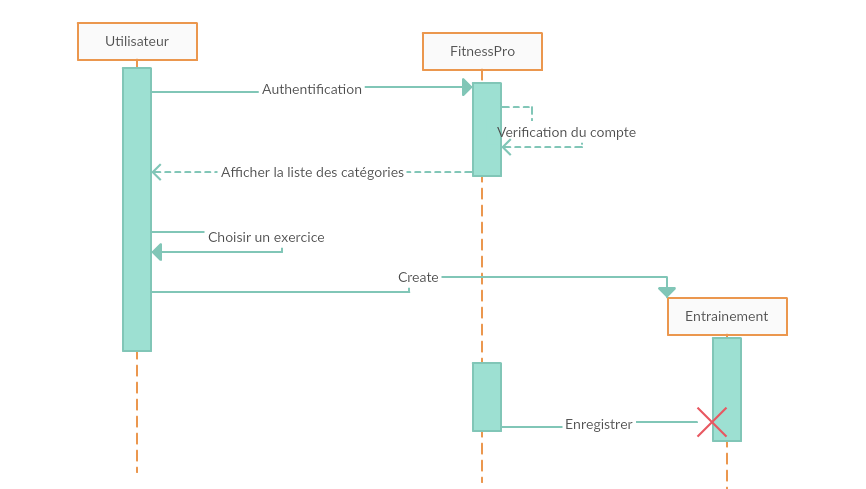 Utilisateur
FitnessPro
Authentification
Verification du compte
Afficher la liste des catégories
Choisir un exercice
Create
Entrainement
Enregistrer